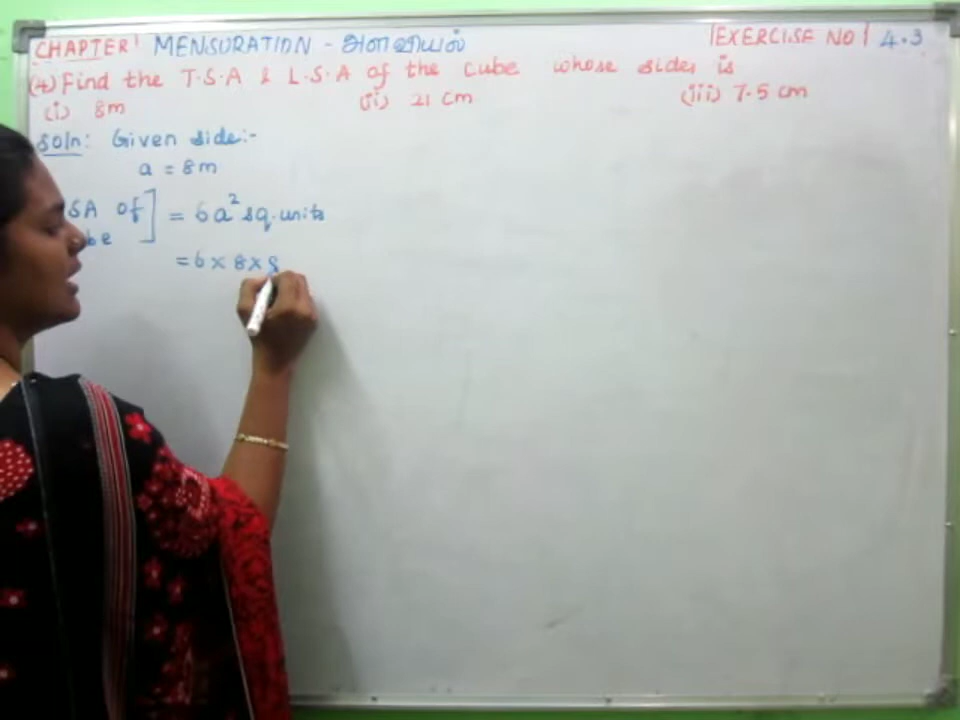 CHAPTER: MENSURATION - அளவியல் EXERCISE NO 4.3
(4) Find the T.S.A & L.S.A of the cube whose sides is
(i) 8m (ii) 21 cm (iii) 7.5 cm
Soln: Given side:-
a = 8m
SA of = 6a² sq.units
= 6 × 8 × 8